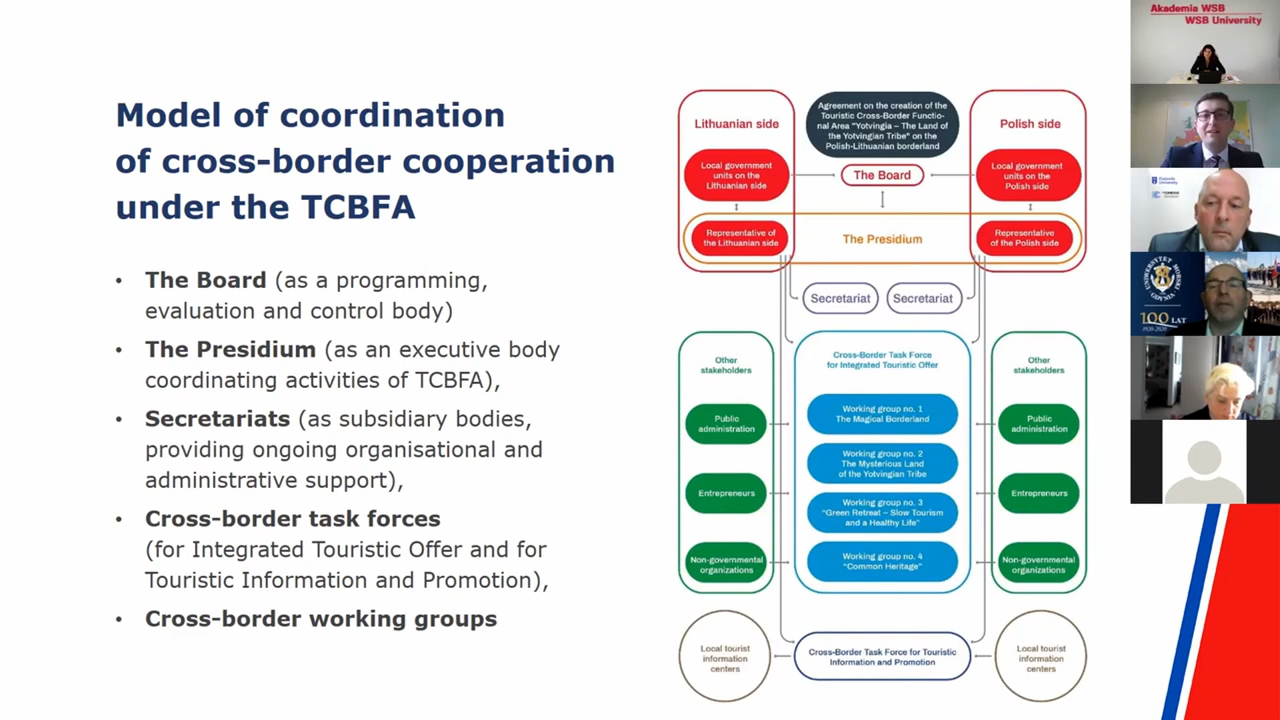 Model of coordination
of cross-border cooperation
under the TCBFA
• The Board (as a programming,
evaluation and control body)
• The Presidium (as an executive body
coordinating activities of TCBFA),
• Secretariats (as subsidiary bodies,
providing ongoing organisational and
administrative support),
• Cross-border task forces
(for Integrated Touristic Offer and for
Touristic Information and Promotion),
• Cross-border working groups
Lithuanian side
Local government
units on the
Lithuanian side
Representative of
the Lithuanian side
Agreement on the creation of the
Touristic Cross-Border Functio-
nal Area "Yotvingia – The Land of
the Yotvingian Tribe" on the
Polish-Lithuanian borderland
The Board
The Presidium
Polish side
Local government
units on the
Polish side
Representative
of the Polish side
Secretariat
Secretariat
Other
stakeholders
Public
administration
Entrepreneurs
Non-governmental
organizations
Cross-Border Task Force
for Integrated Touristic Offer
Working group no. 1
The Magical Borderland
Working group no. 2
The Mysterious Land
of the Yotvingian Tribe
Working group no. 3
"Green Retreat – Slow Tourism
and a Healthy Life"
Working group no. 4
"Common Heritage"
Other
stakeholders
Public
administration
Entrepreneurs
Non-governmental
organizations
Local tourist
information
centers
Cross-Border Task Force for Touristic
Information and Promotion
Local tourist
information
centers
Akademia WSB
WSB University
UNIWERSYTET MORSKI
GDYNIA
100 LAT